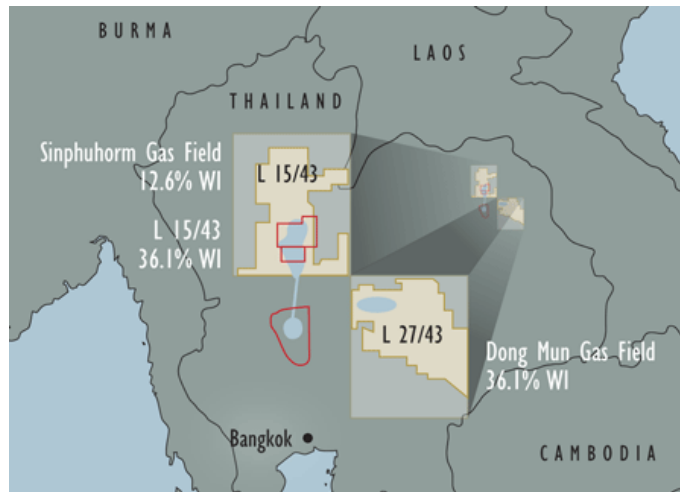 BURMA
LAOS
THAILAND
Sinphuhorm Gas Field
12.6% WI
L 15/43
L 15/43
36.1% WI
L 27/43
Dong Mun Gas Field
36.1% WI
Bangkok
CAMBODIA